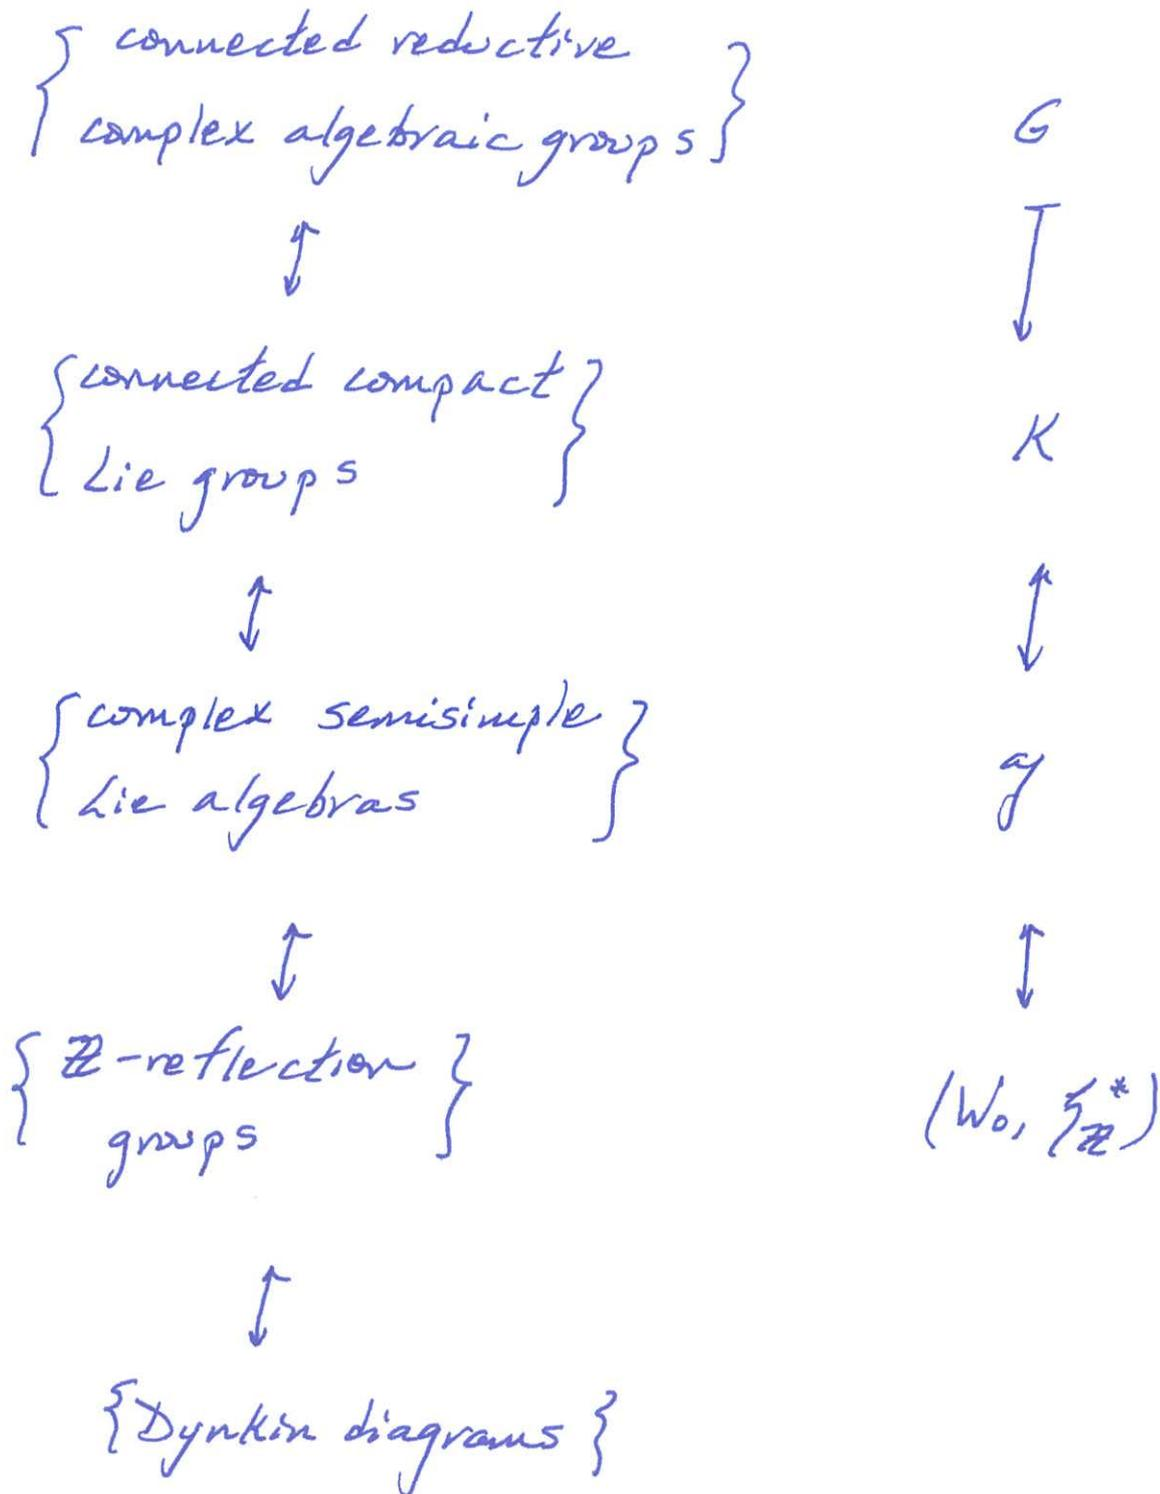 { connected reductive
complex algebraic groups } G
↕ ↧
{ connected compact
Lie groups } K
↕ ↕
{ complex semisimple
Lie algebras } 𝔤
↕ ↕
{ ℤ-reflection
groups } (W₀, 𝔥*_ℤ)
↕
{ Dynkin diagrams }